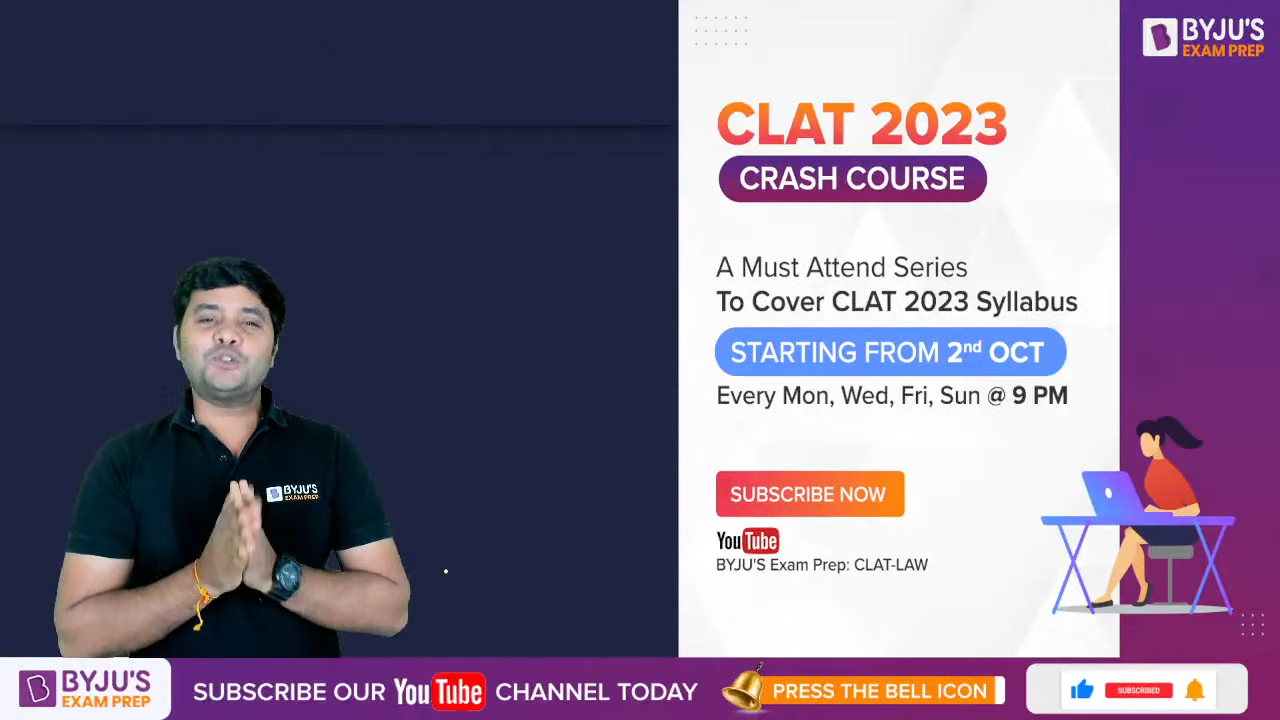 BYJU'S
EXAM PREP
CLAT 2023
CRASH COURSE
A Must Attend Series
To Cover CLAT 2023 Syllabus
STARTING FROM 2nd OCT
Every Mon, Wed, Fri, Sun @ 9 PM
SUBSCRIBE NOW
YouTube
BYJU'S Exam Prep: CLAT-LAW
BYJU'S
EXAM PREP
BYJU'S
EXAM PREP
SUBSCRIBE OUR YouTube CHANNEL TODAY
PRESS THE BELL iCON
SUBSCRIBED